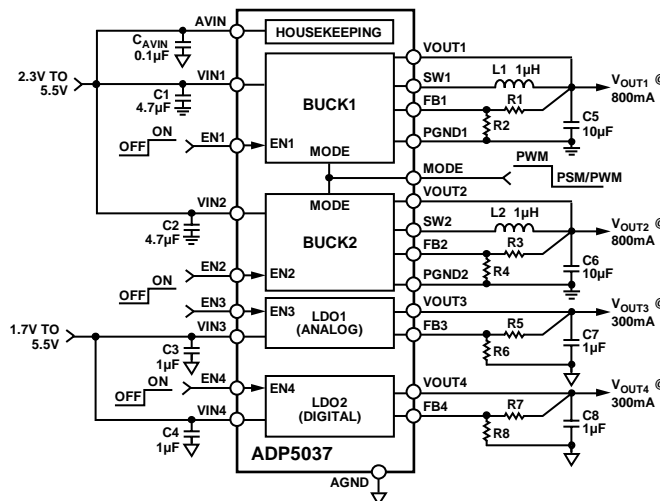 AVIN
HOUSEKEEPING
CAVIN
0.1µF
VOUT1
L1 1µH
2.3V TO
5.5V
VIN1
SW1
VOUT1 @
800mA
C1
4.7µF
BUCK1
FB1
R1
R2
C5
10µF
ON
OFF
EN1
EN1
PGND1
MODE
MODE
PWM
PSM/PWM
VIN2
MODE
VOUT2
C2
4.7µF
SW2
L2 1µH
VOUT2 @
800mA
BUCK2
FB2
R3
R4
C6
10µF
ON
OFF
EN2
EN2
PGND2
EN3
EN3
LDO1
(ANALOG)
VOUT3
VOUT3 @
300mA
1.7V TO
5.5V
VIN3
FB3
R5
R6
C7
1µF
C3
1µF
ON
OFF
EN4
EN4
LDO2
(DIGITAL)
VOUT4
VOUT4 @
300mA
VIN4
FB4
R7
R8
C8
1µF
C4
1µF
ADP5037
AGND